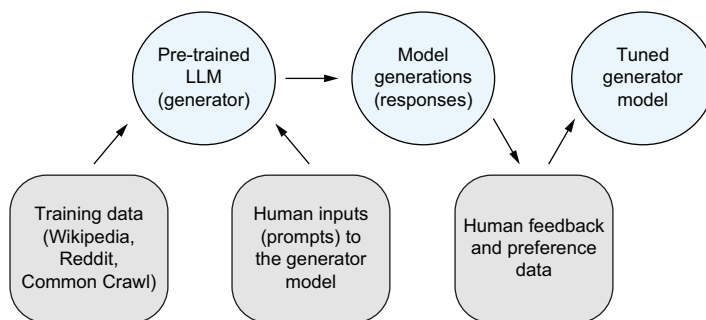 Pre-trained
LLM
(generator)
Model
generations
(responses)
Tuned
generator
model
Training data
(Wikipedia,
Reddit,
Common Crawl)
Human inputs
(prompts) to
the generator
model
Human feedback
and preference
data